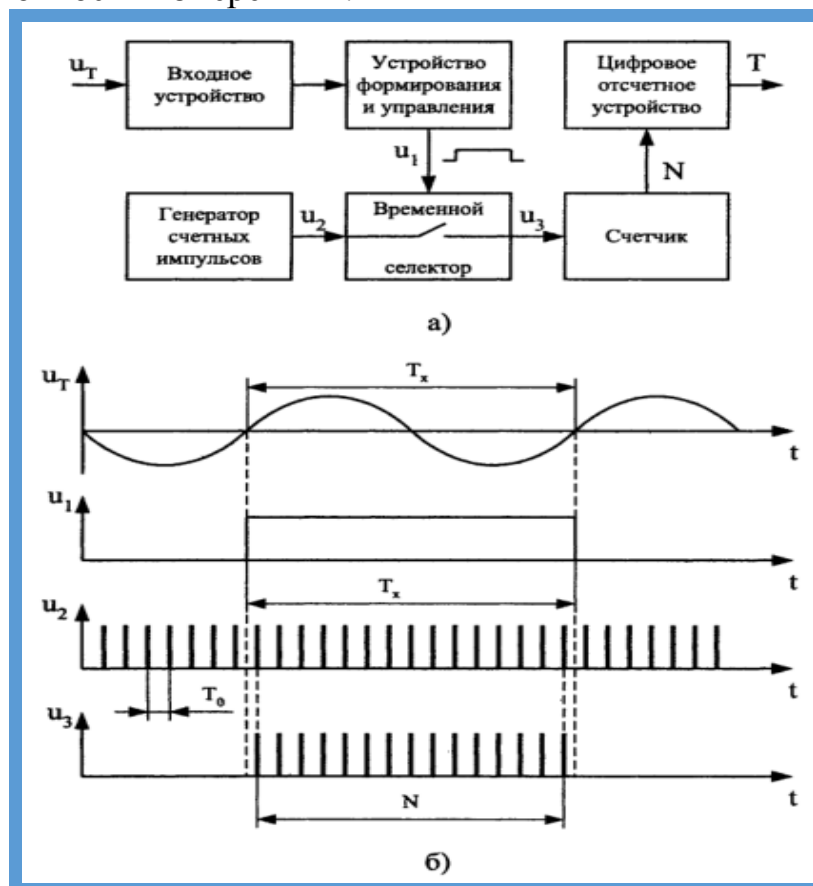 u_T
Входное
устройство
Устройство
формирования
и управления
Цифровое
отсчетное
устройство
T
u_1
N
Генератор
счетных
импульсов
u_2
Временной
селектор
u_3
Счетчик
а)
u_T
T_x
t
u_1
t
T_x
u_2
t
T_0
u_3
t
N
б)